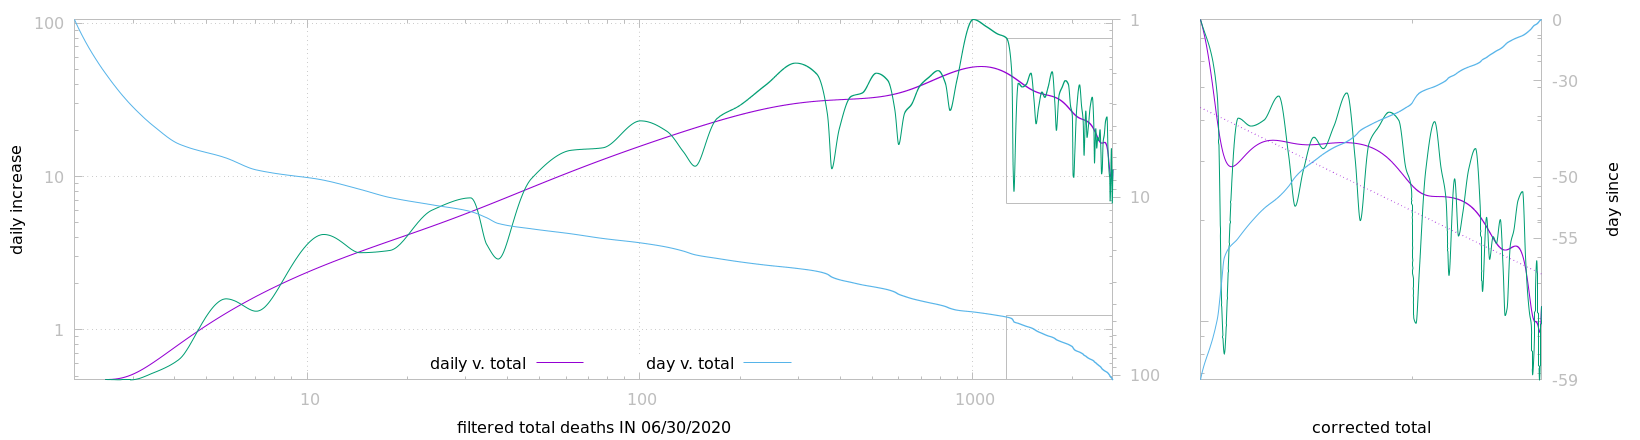 100
10
1
daily increase
10
100
1000
filtered total deaths IN 06/30/2020
daily v. total
day v. total
1
10
100
0
-30
-50
-55
-59
day since
corrected total